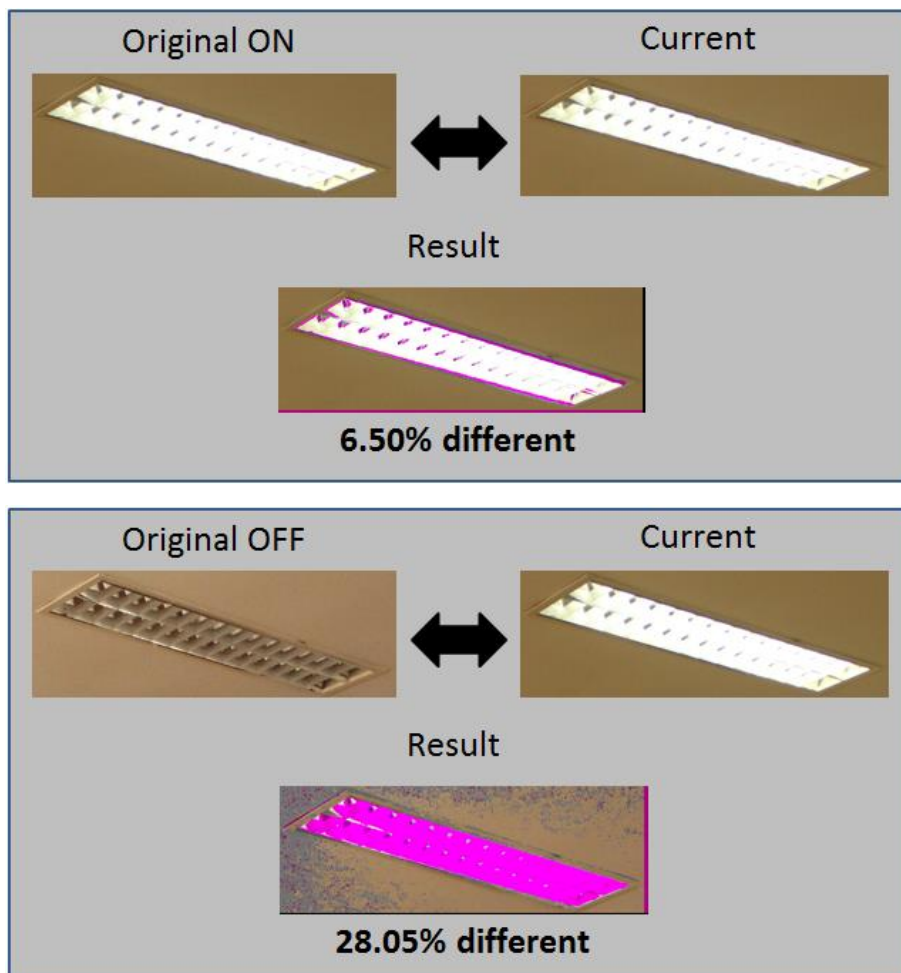 Original ON
Current
Result
6.50% different
Original OFF
Current
Result
28.05% different